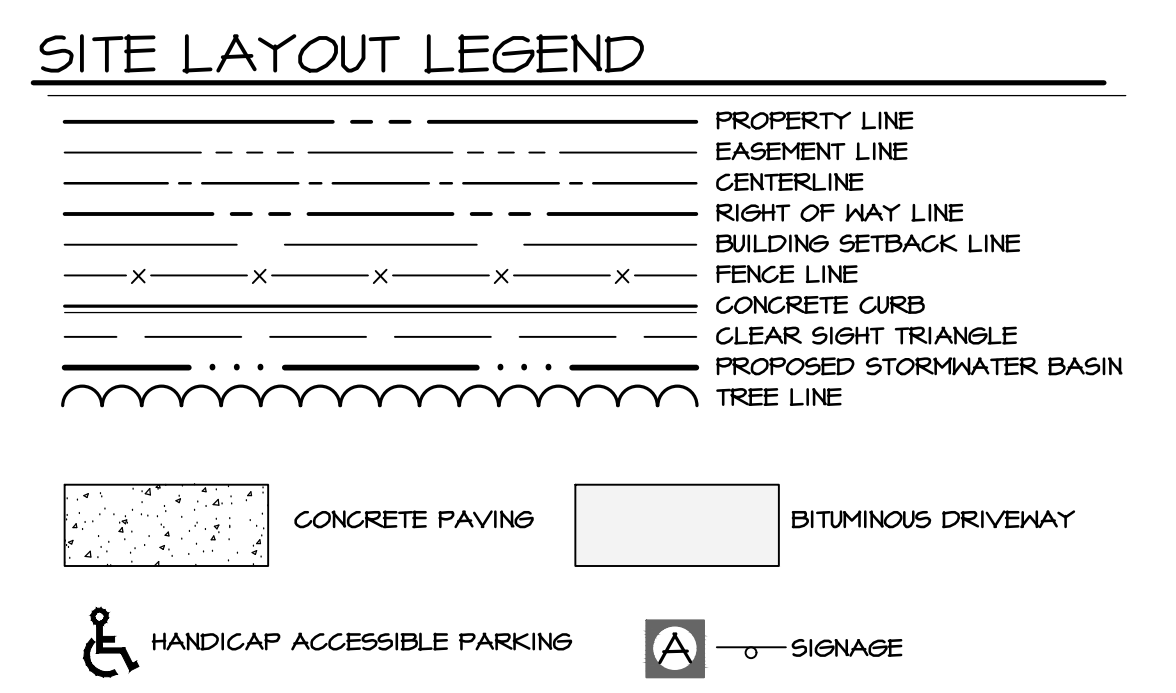 SITE LAYOUT LEGEND
PROPERTY LINE
EASEMENT LINE
CENTERLINE
RIGHT OF WAY LINE
BUILDING SETBACK LINE
FENCE LINE
CONCRETE CURB
CLEAR SIGHT TRIANGLE
PROPOSED STORMWATER BASIN
TREE LINE
CONCRETE PAVING
BITUMINOUS DRIVEWAY
HANDICAP ACCESSIBLE PARKING
A SIGNAGE